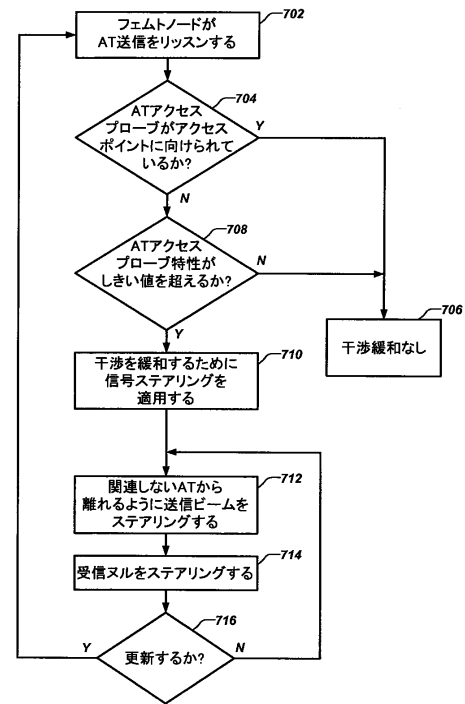 702
フェムトノードが
AT送信をリッスンする
704
ATアクセス
プローブがアクセス
ポイントに向けられて
いるか?
Y
N
708
ATアクセス
プローブ特性が
しきい値を超えるか?
N
Y
706
干渉緩和なし
710
干渉を緩和するために
信号ステアリングを
適用する
712
関連しないATから
離れるように送信ビームを
ステアリングする
714
受信ヌルをステアリングする
716
更新するか?
Y
N